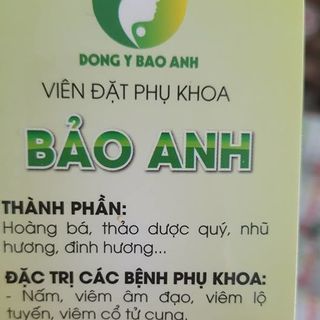 DONG Y BAO ANH
VIÊN ĐẶT PHỤ KHOA
BẢO ANH
THÀNH PHẦN:
Hoàng bá, thảo dược quý, nhũ
hương, đinh hương...
ĐẶC TRỊ CÁC BỆNH PHỤ KHOA:
- Nấm, viêm âm đạo, viêm lộ
tuyến, viêm cổ tử cung.